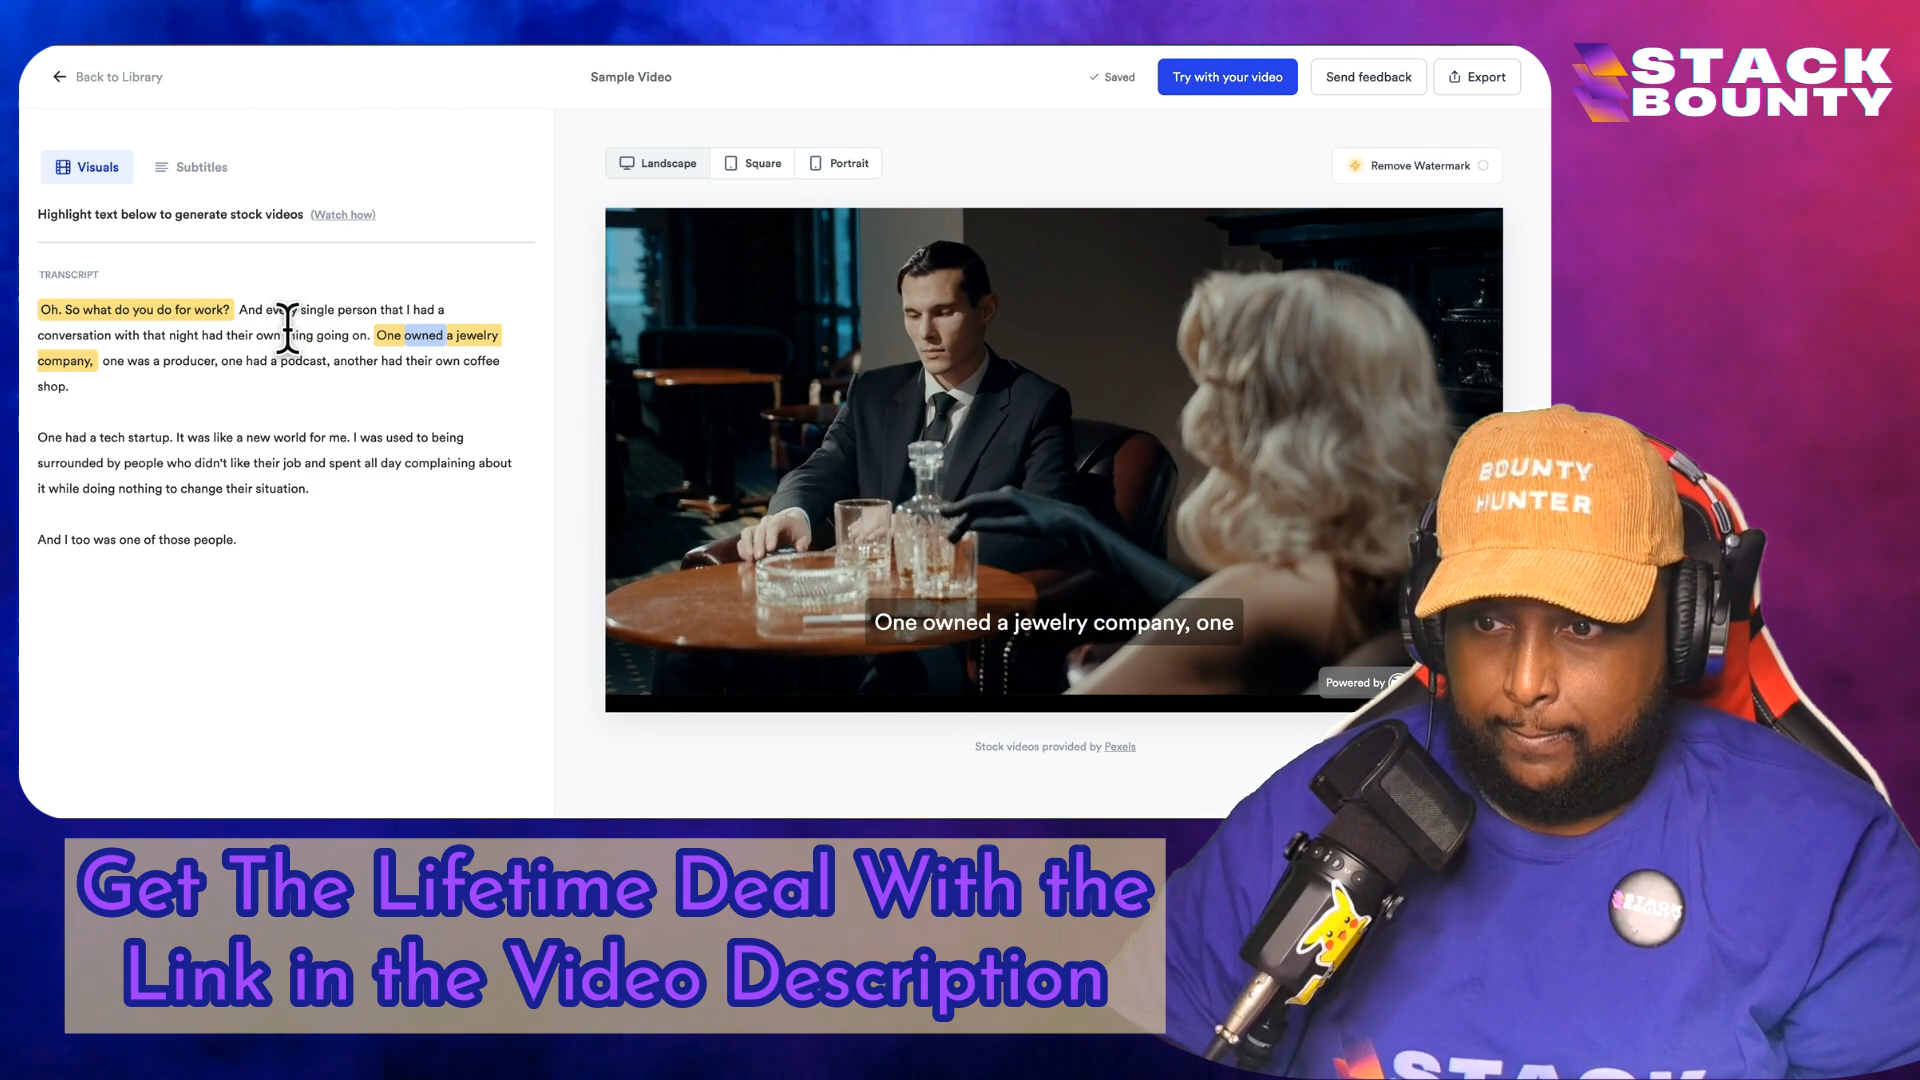 Back to Library
Sample Video
Saved
Try with your video
Send feedback
Export
STACK
BOUNTY
Visuals
Subtitles
Landscape
Square
Portrait
Remove Watermark
Highlight text below to generate stock videos (Watch how)
TRANSCRIPT
Oh. So what do you do for work? And every single person that I had a
conversation with that night had their own thing going on. One owned a jewelry
company, one was a producer, one had a podcast, another had their own coffee
shop.
One had a tech startup. It was like a new world for me. I was used to being
surrounded by people who didn't like their job and spent all day complaining about
it while doing nothing to change their situation.
And I too was one of those people.
One owned a jewelry company, one
Powered by
Stock videos provided by Pexels
BOUNTY
HUNTER
STACK
BOUNTY
Get The Lifetime Deal With the
Link in the Video Description
STACK